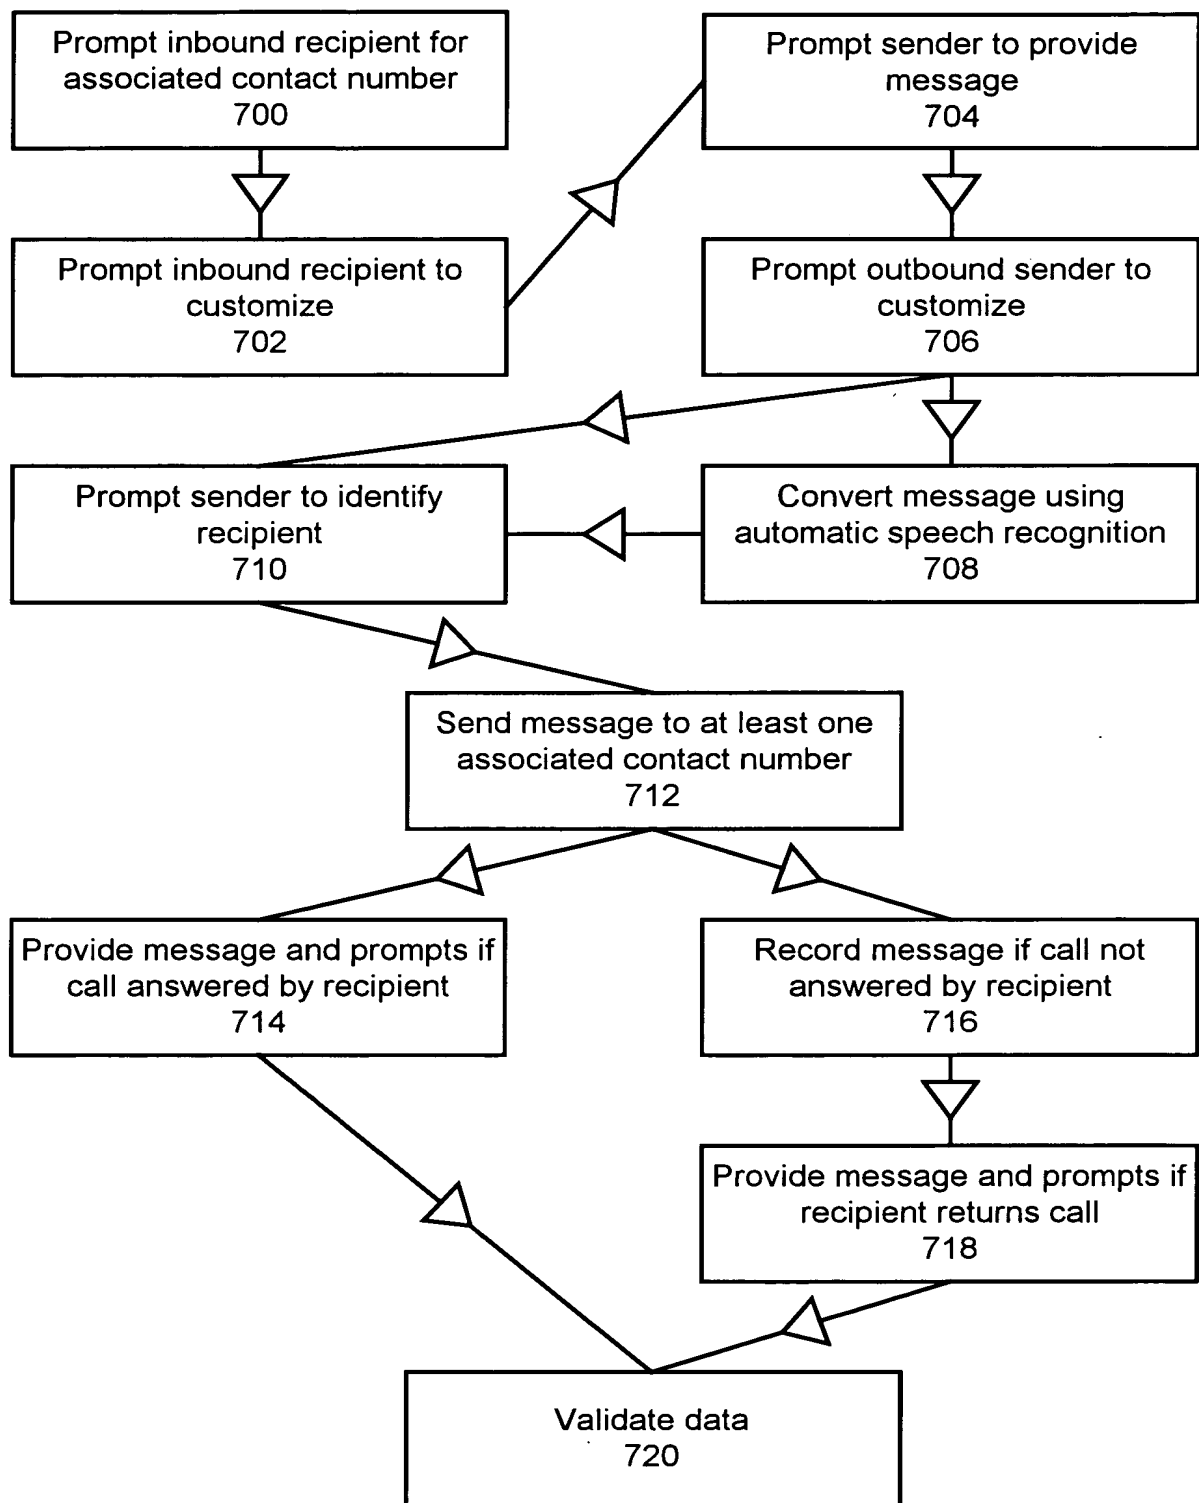 Prompt inbound recipient for
associated contact number
700
Prompt inbound recipient to
customize
702
Prompt sender to provide
message
704
Prompt outbound sender to
customize
706
Convert message using
automatic speech recognition
708
Prompt sender to identify
recipient
710
Send message to at least one
associated contact number
712
Provide message and prompts if
call answered by recipient
714
Record message if call not
answered by recipient
716
Provide message and prompts if
recipient returns call
718
Validate data
720